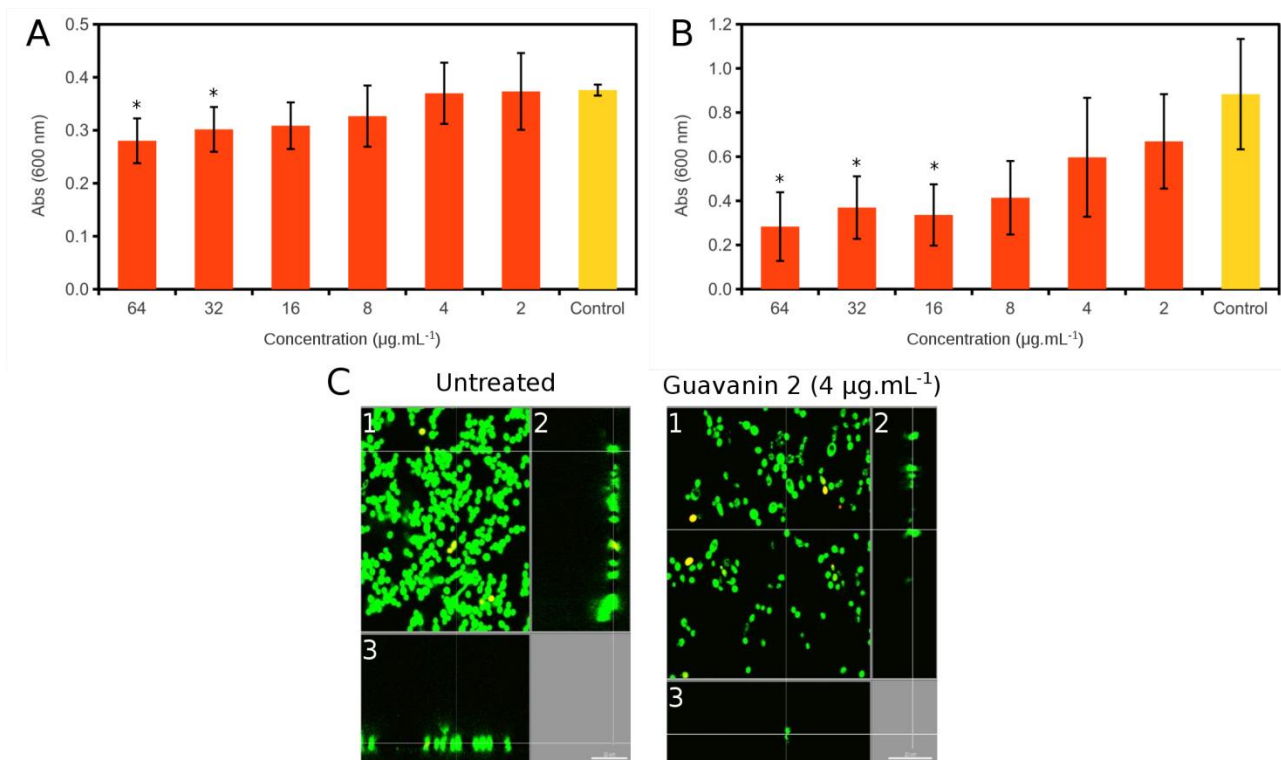 A
Abs (600 nm)
0.5
0.4
0.3
0.2
0.1
0.0
* *
64 32 16 8 4 2 Control
Concentration (µg.mL⁻¹)
B
Abs (600 nm)
1.2
1.0
0.8
0.6
0.4
0.2
0.0
* * *
64 32 16 8 4 2 Control
Concentration (µg.mL⁻¹)
C
Untreated
1
2
3
Guavanin 2 (4 µg.mL⁻¹)
1
2
3